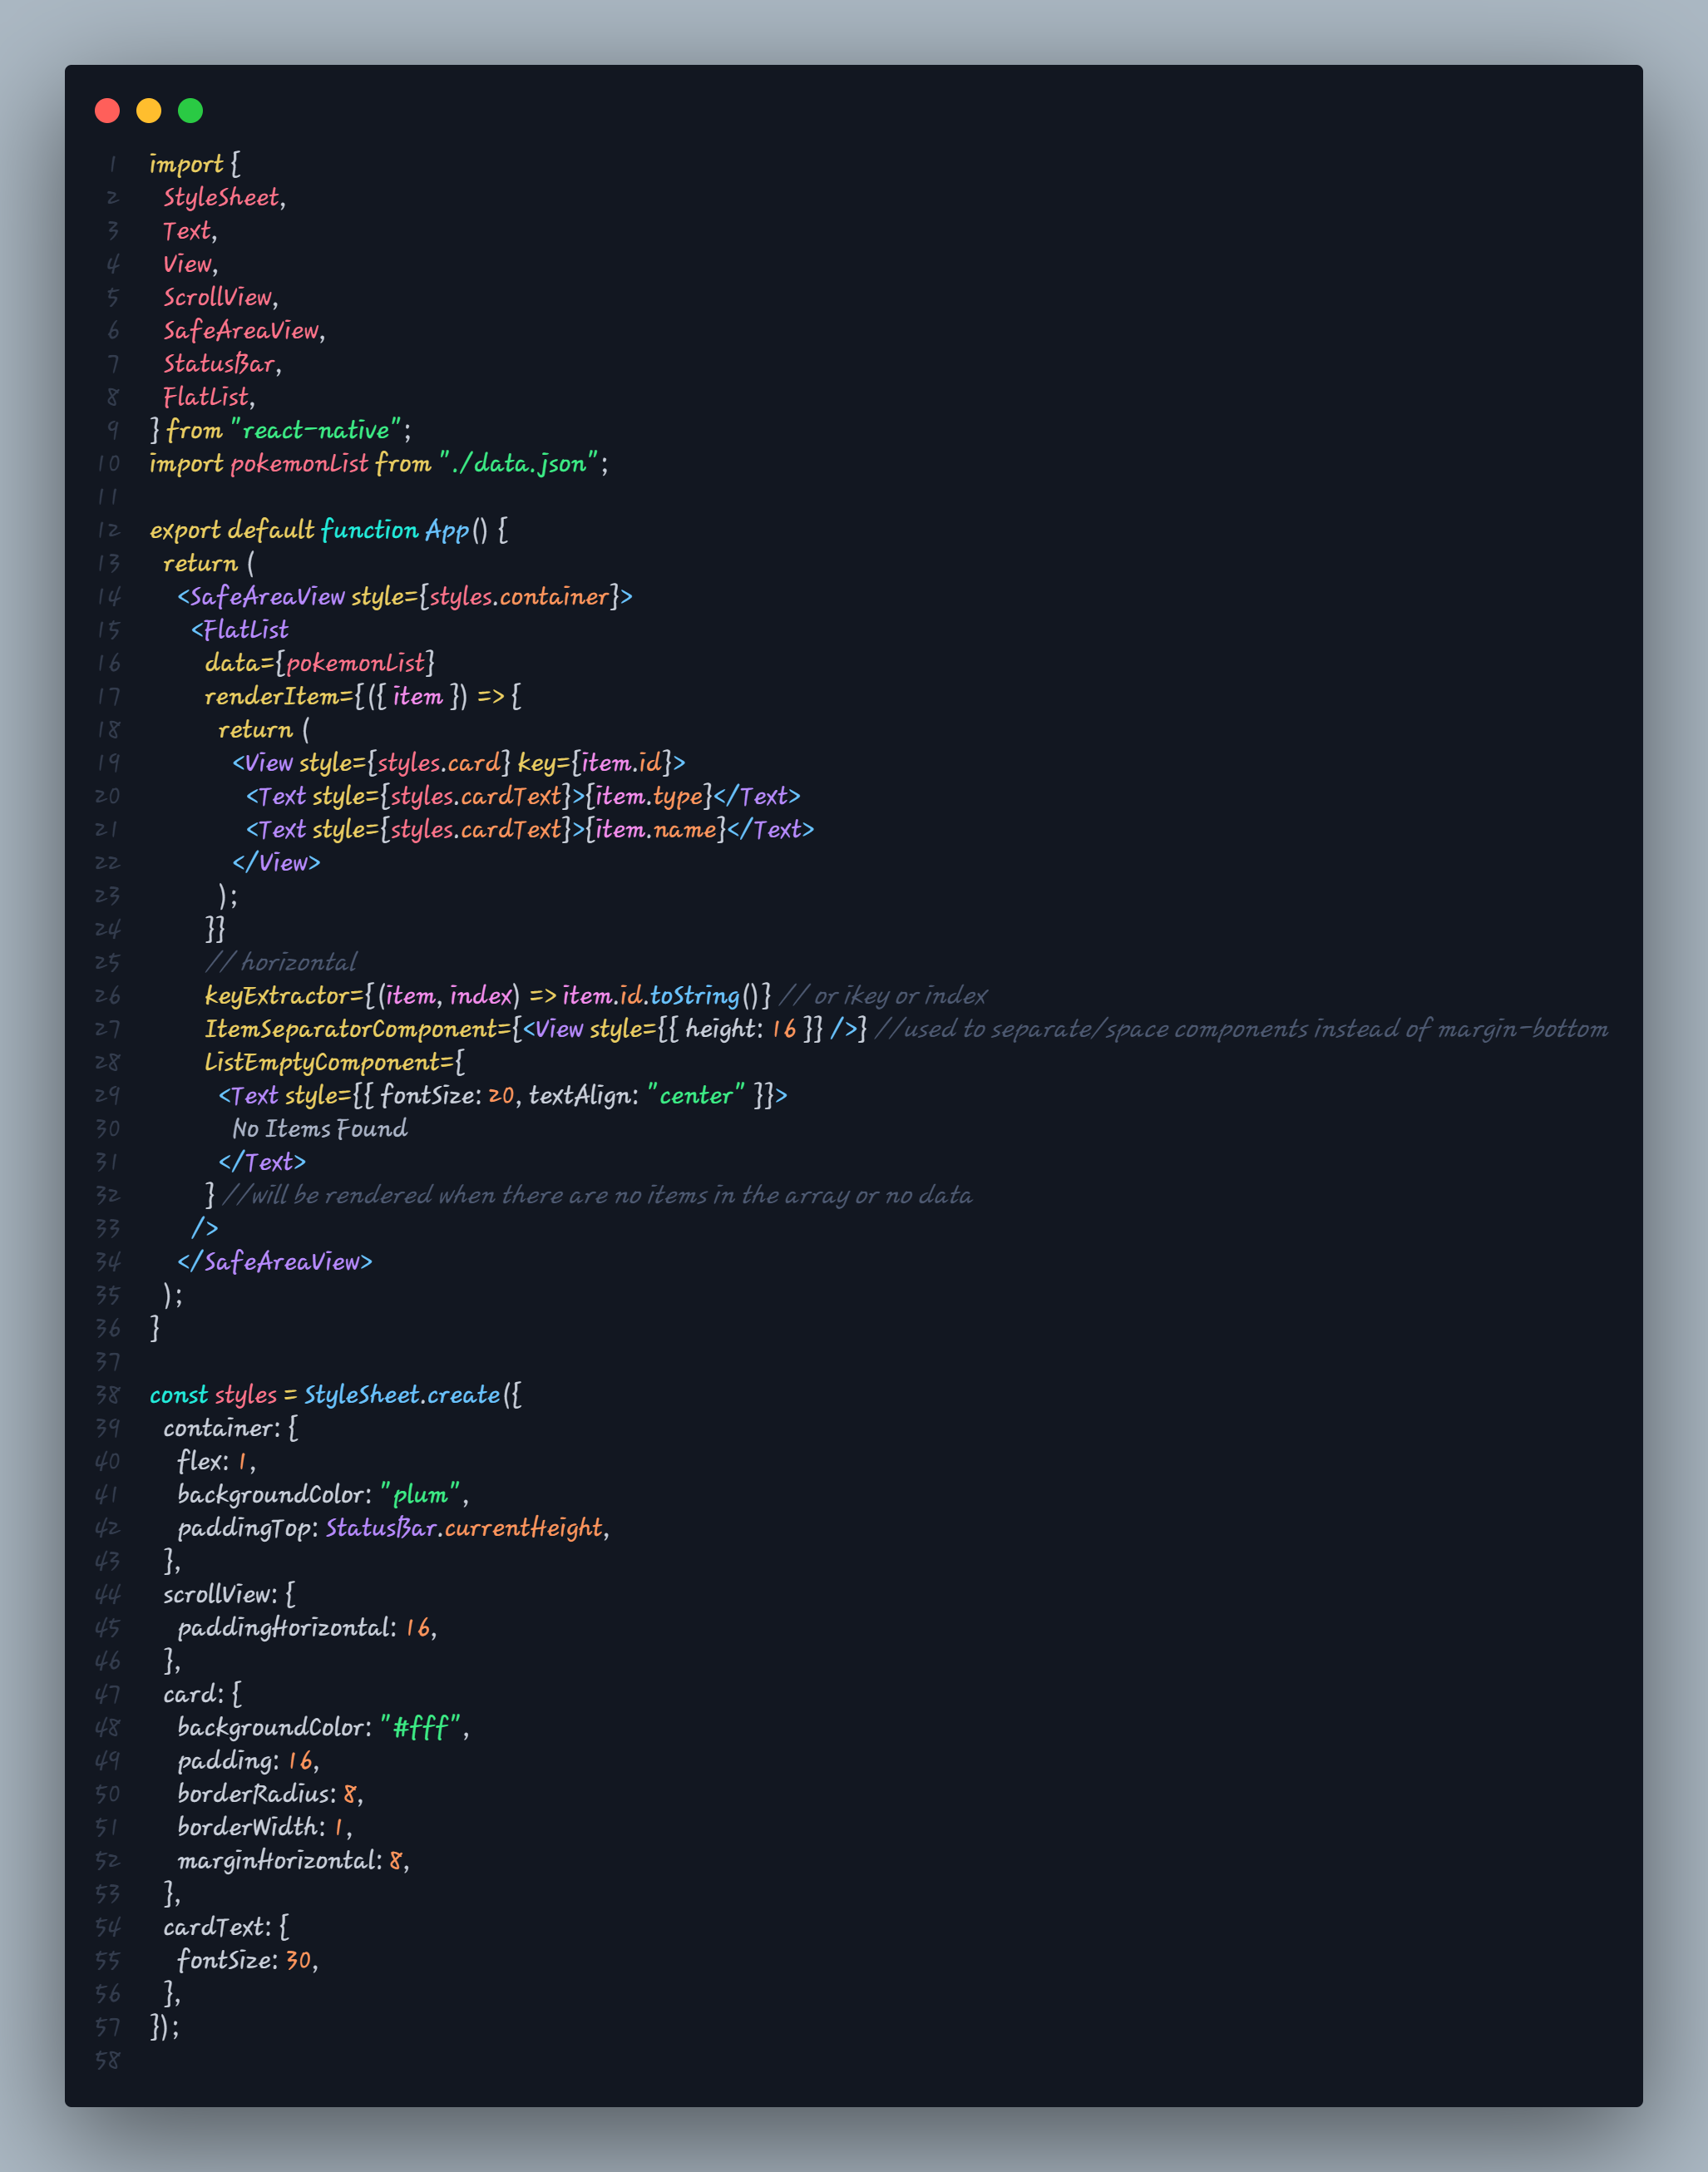 1 import {
2 StyleSheet,
3 Text,
4 View,
5 ScrollView,
6 SafeAreaView,
7 StatusBar,
8 FlatList,
9 } from "react-native";
10 import pokemonList from "./data.json";
11
12 export default function App() {
13 return (
14 <SafeAreaView style={styles.container}>
15 <FlatList
16 data={pokemonList}
17 renderItem={({ item }) => {
18 return (
19 <View style={styles.card} key={item.id}>
20 <Text style={styles.cardText}>{item.type}</Text>
21 <Text style={styles.cardText}>{item.name}</Text>
22 </View>
23 );
24 }}
25 // horizontal
26 keyExtractor={(item, index) => item.id.toString()} // or ikey or index
27 ItemSeparatorComponent={<View style={{ height: 16 }} />} //used to separate/space components instead of margin-bottom
28 ListEmptyComponent={
29 <Text style={{ fontSize: 20, textAlign: "center" }}>
30 No Items Found
31 </Text>
32 } //will be rendered when there are no items in the array or no data
33 />
34 </SafeAreaView>
35 );
36 }
37
38 const styles = StyleSheet.create({
39 container: {
40 flex: 1,
41 backgroundColor: "plum",
42 paddingTop: StatusBar.currentHeight,
43 },
44 scrollView: {
45 paddingHorizontal: 16,
46 },
47 card: {
48 backgroundColor: "#fff",
49 padding: 16,
50 borderRadius: 8,
51 borderWidth: 1,
52 marginHorizontal: 8,
53 },
54 cardText: {
55 fontSize: 30,
56 },
57 });
58